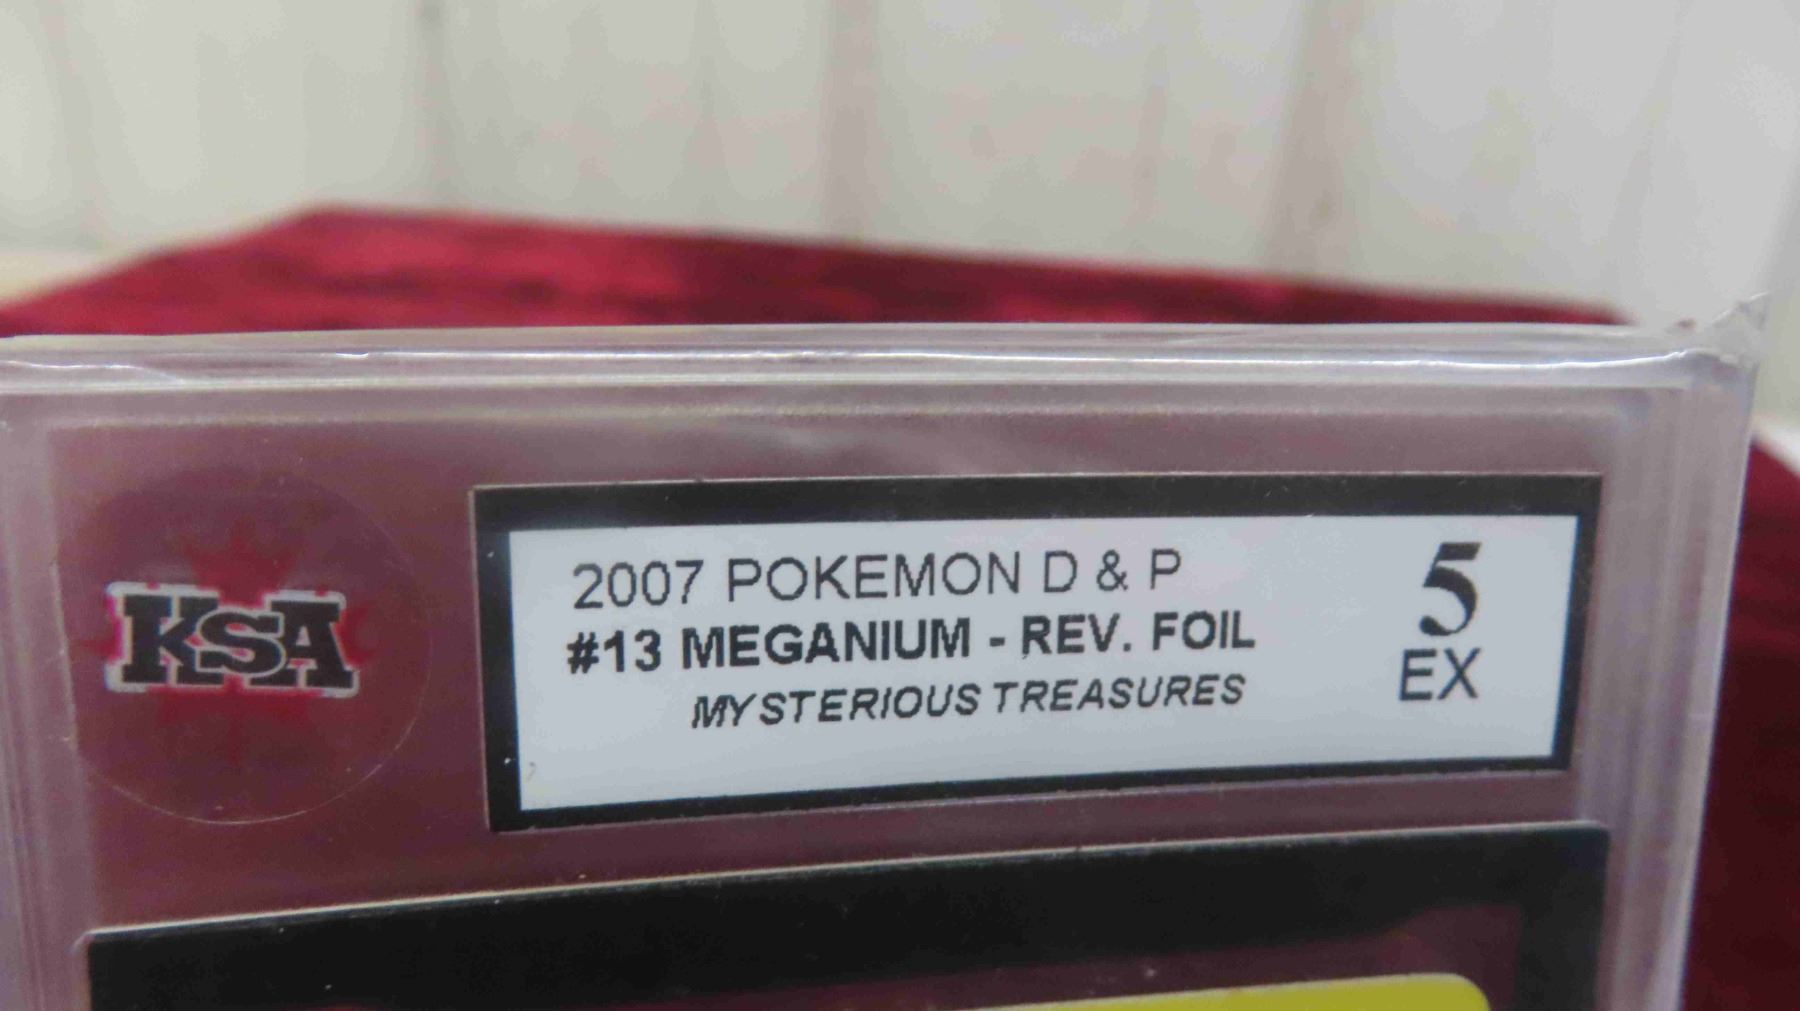 KSA
2007 POKEMON D & P
#13 MEGANIUM - REV. FOIL
MYSTERIOUS TREASURES
5
EX